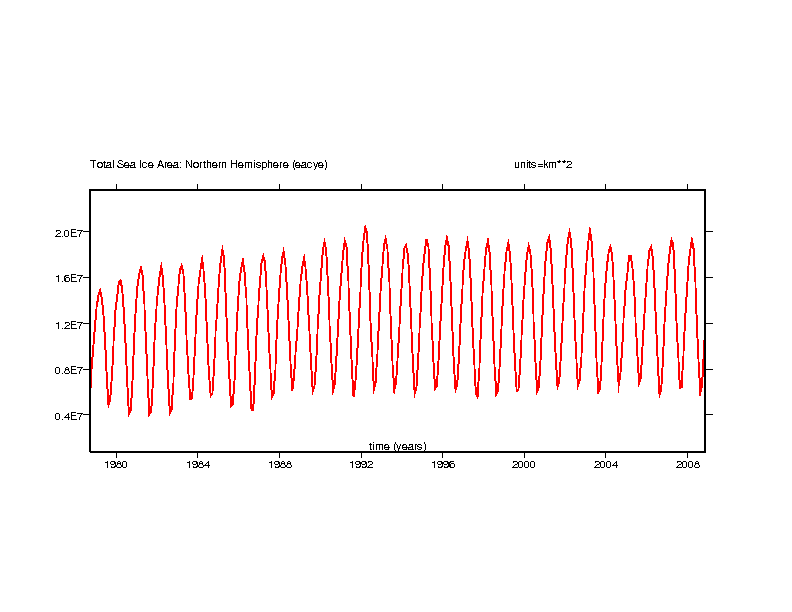 Total Sea Ice Area: Northern Hemisphere (eacye) units=km**2
2.0E7
1.6E7
1.2E7
0.8E7
0.4E7
time (years)
1980 1984 1988 1992 1996 2000 2004 2008